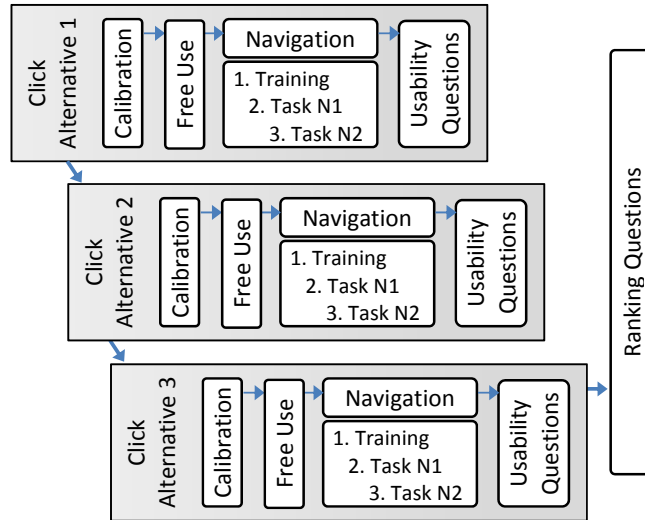 Click
Alternative 1
Calibration
Free Use
Navigation
1. Training
2. Task N1
3. Task N2
Usability
Questions
Click
Alternative 2
Calibration
Free Use
Navigation
1. Training
2. Task N1
3. Task N2
Usability
Questions
Click
Alternative 3
Calibration
Free Use
Navigation
1. Training
2. Task N1
3. Task N2
Usability
Questions
Ranking Questions